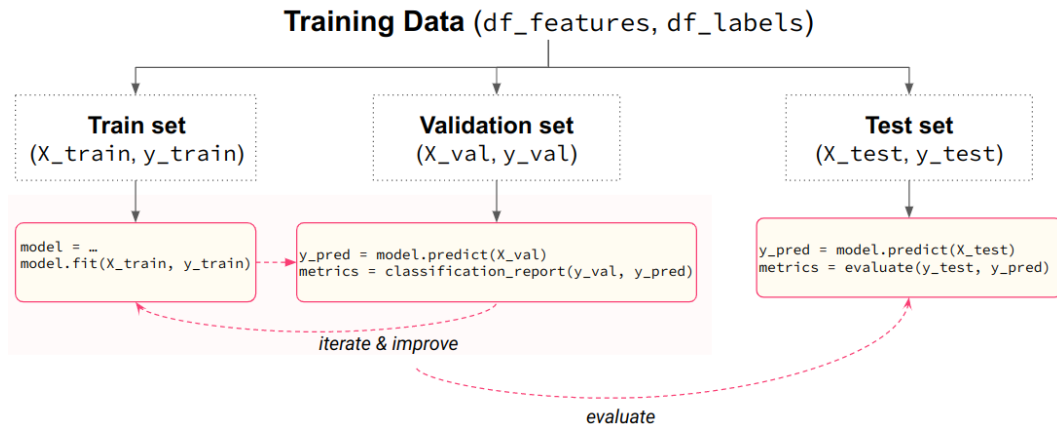 Training Data (df_features, df_labels)
Train set
(X_train, y_train)
Validation set
(X_val, y_val)
Test set
(X_test, y_test)
model = …
model.fit(X_train, y_train)
y_pred = model.predict(X_val)
metrics = classification_report(y_val, y_pred)
y_pred = model.predict(X_test)
metrics = evaluate(y_test, y_pred)
iterate & improve
evaluate